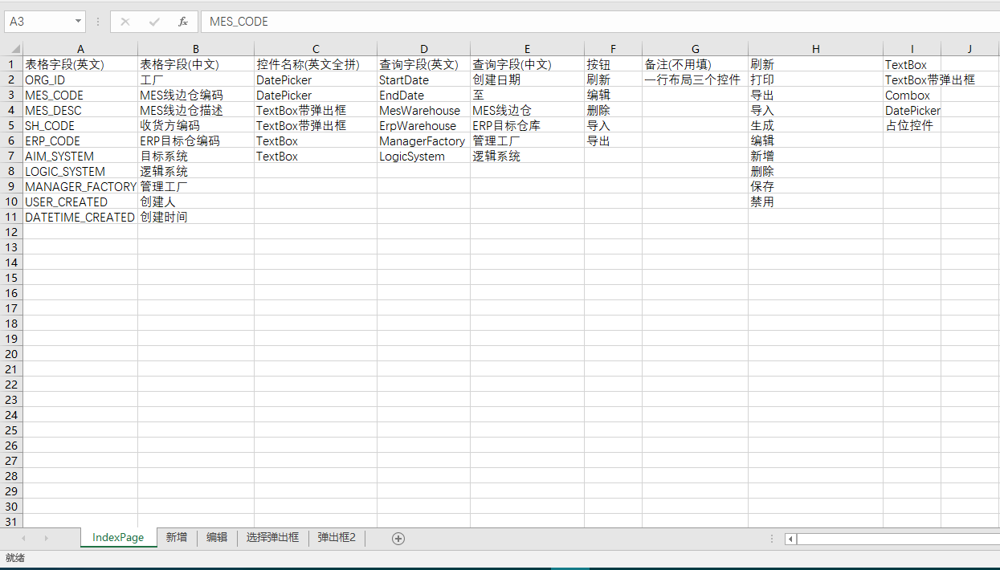 A3 MES_CODE
A B C D E F G H I J
1 表格字段(英文) 表格字段(中文) 控件名称(英文全拼) 查询字段(英文) 查询字段(中文) 按钮 备注(不用填) 刷新 TextBox
2 ORG_ID 工厂 DatePicker StartDate 创建日期 刷新 一行布局三个控件 打印 TextBox带弹出框
3 MES_CODE MES线边仓编码 DatePicker EndDate 至 编辑 导出 Combox
4 MES_DESC MES线边仓描述 TextBox带弹出框 MesWarehouse MES线边仓 删除 导入 DatePicker
5 SH_CODE 收货方编码 TextBox带弹出框 ErpWarehouse ERP目标仓库 导入 生成 占位控件
6 ERP_CODE ERP目标仓编码 TextBox ManagerFactory 管理工厂 导出 编辑
7 AIM_SYSTEM 目标系统 TextBox LogicSystem 逻辑系统 新增
8 LOGIC_SYSTEM 逻辑系统 删除
9 MANAGER_FACTORY 管理工厂 保存
10 USER_CREATED 创建人 禁用
11 DATETIME_CREATED 创建时间
12
13
14
15
16
17
18
19
20
21
22
23
24
25
26
27
28
29
30
31
IndexPage 新增 编辑 选择弹出框 弹出框2
就绪